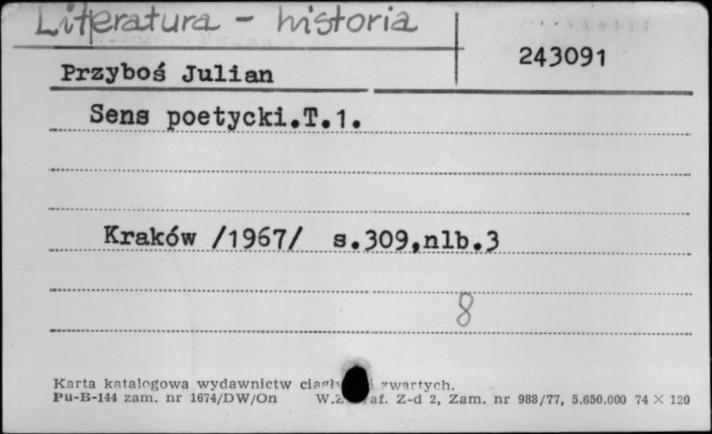 Literatura - historia
243091
Przyboś Julian
Sens poetycki.T.1.
Kraków /1967/ s.309,nlb.3
8
Karta katalogowa wydawnictw i zwartych.
Pu-B-144 zam. nr 1674/DW/On Z-d 2, Zam. nr 988/77, 5.650.000 74 × 120